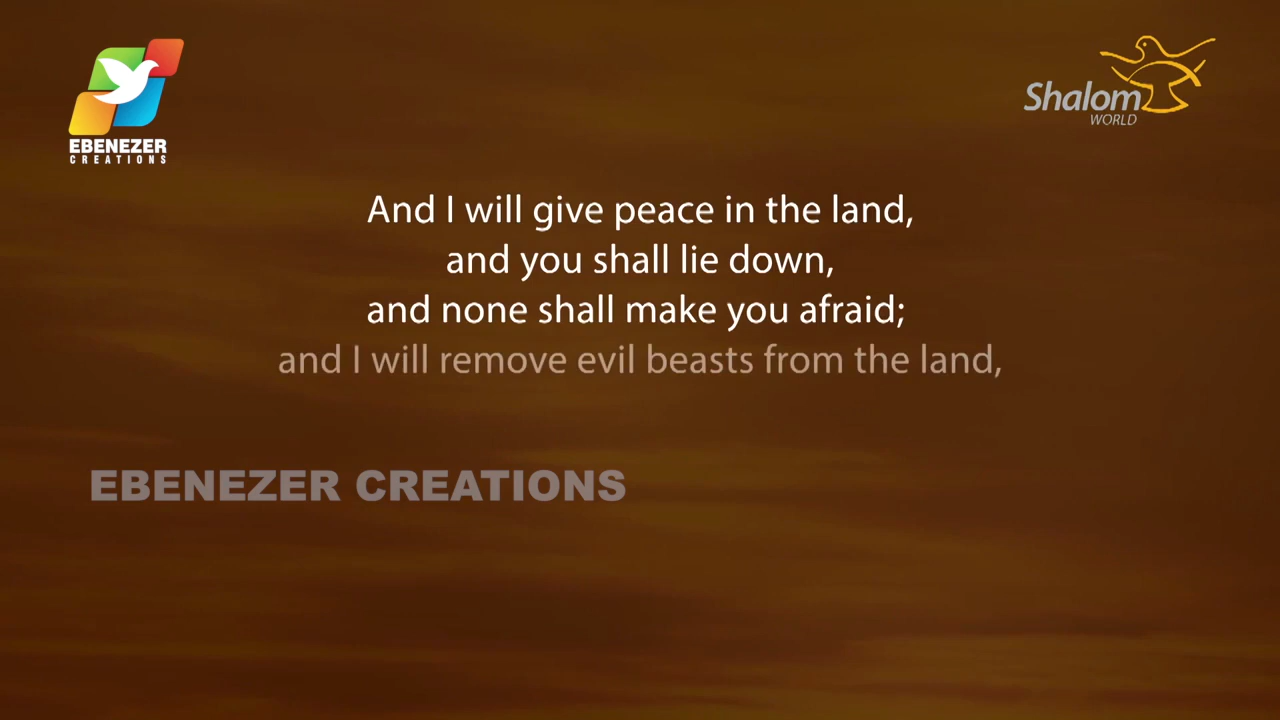 EBENEZER
CREATIONS
Shalom
WORLD
And I will give peace in the land,
and you shall lie down,
and none shall make you afraid;
and I will remove evil beasts from the land,
EBENEZER CREATIONS